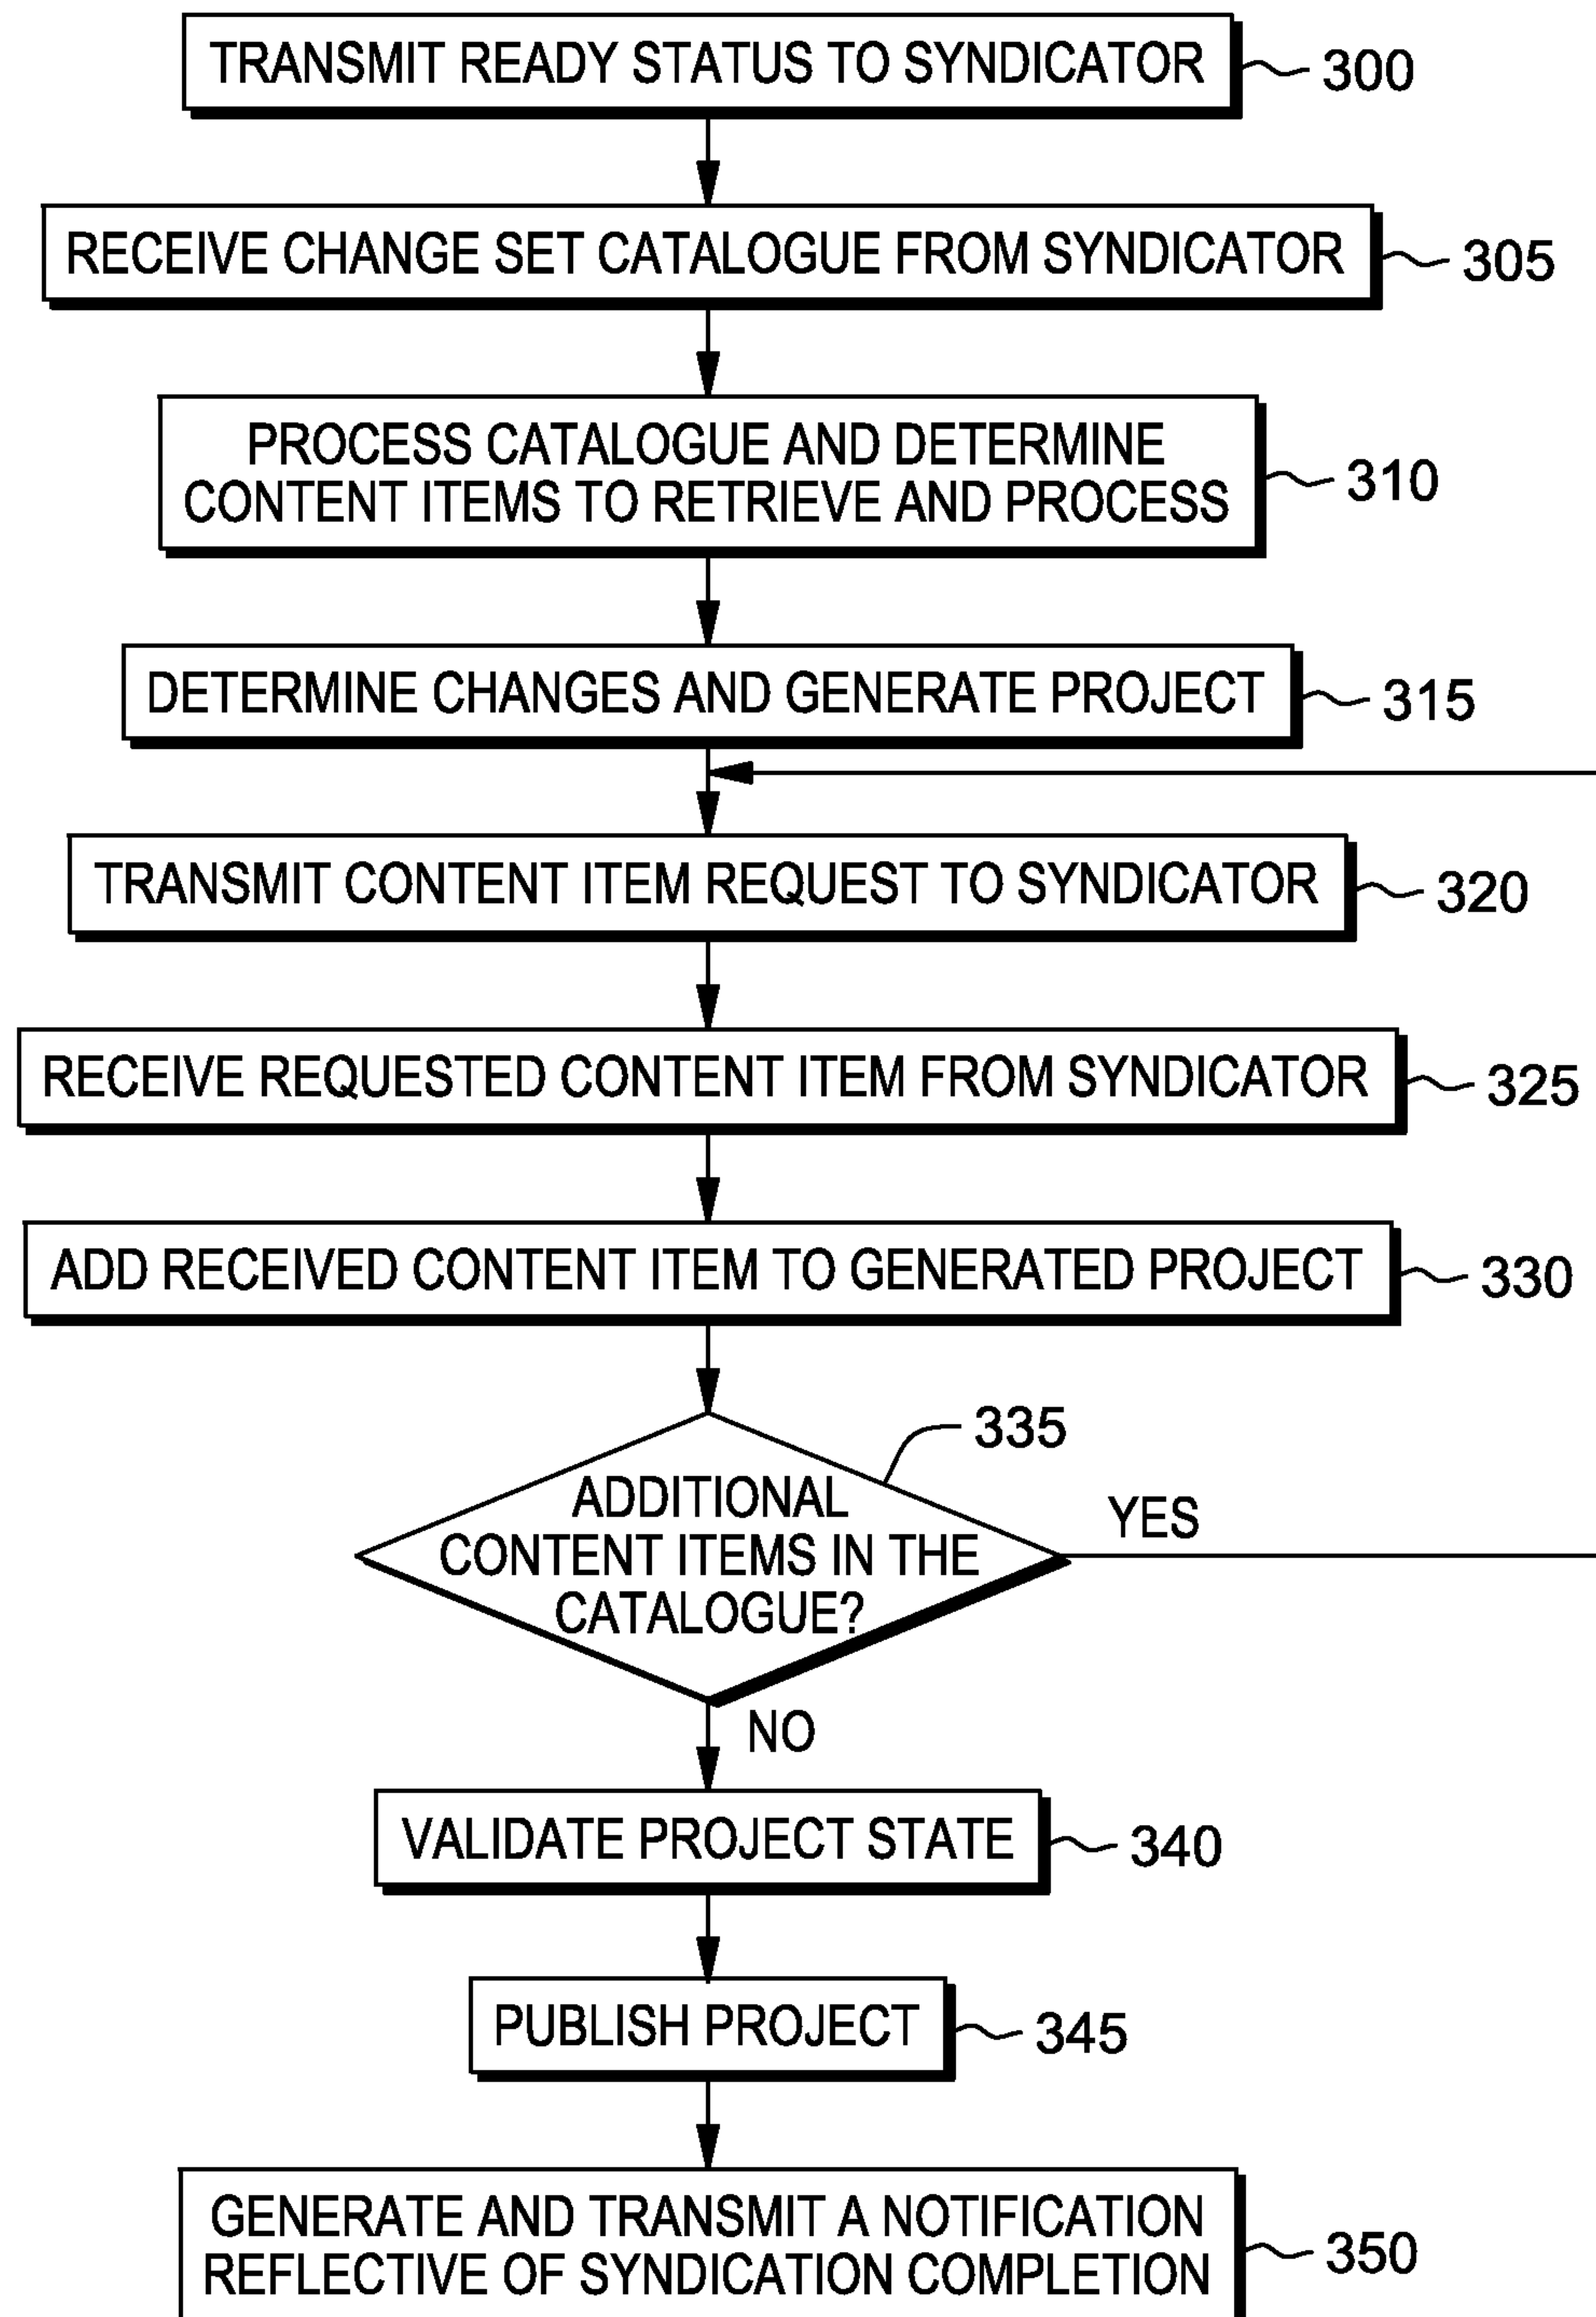 TRANSMIT READY STATUS TO SYNDICATOR
300
RECEIVE CHANGE SET CATALOGUE FROM SYNDICATOR
305
PROCESS CATALOGUE AND DETERMINE
CONTENT ITEMS TO RETRIEVE AND PROCESS
310
DETERMINE CHANGES AND GENERATE PROJECT
315
TRANSMIT CONTENT ITEM REQUEST TO SYNDICATOR
320
RECEIVE REQUESTED CONTENT ITEM FROM SYNDICATOR
325
ADD RECEIVED CONTENT ITEM TO GENERATED PROJECT
330
335
ADDITIONAL
CONTENT ITEMS IN THE
CATALOGUE?
YES
NO
VALIDATE PROJECT STATE
340
PUBLISH PROJECT
345
GENERATE AND TRANSMIT A NOTIFICATION
REFLECTIVE OF SYNDICATION COMPLETION
350